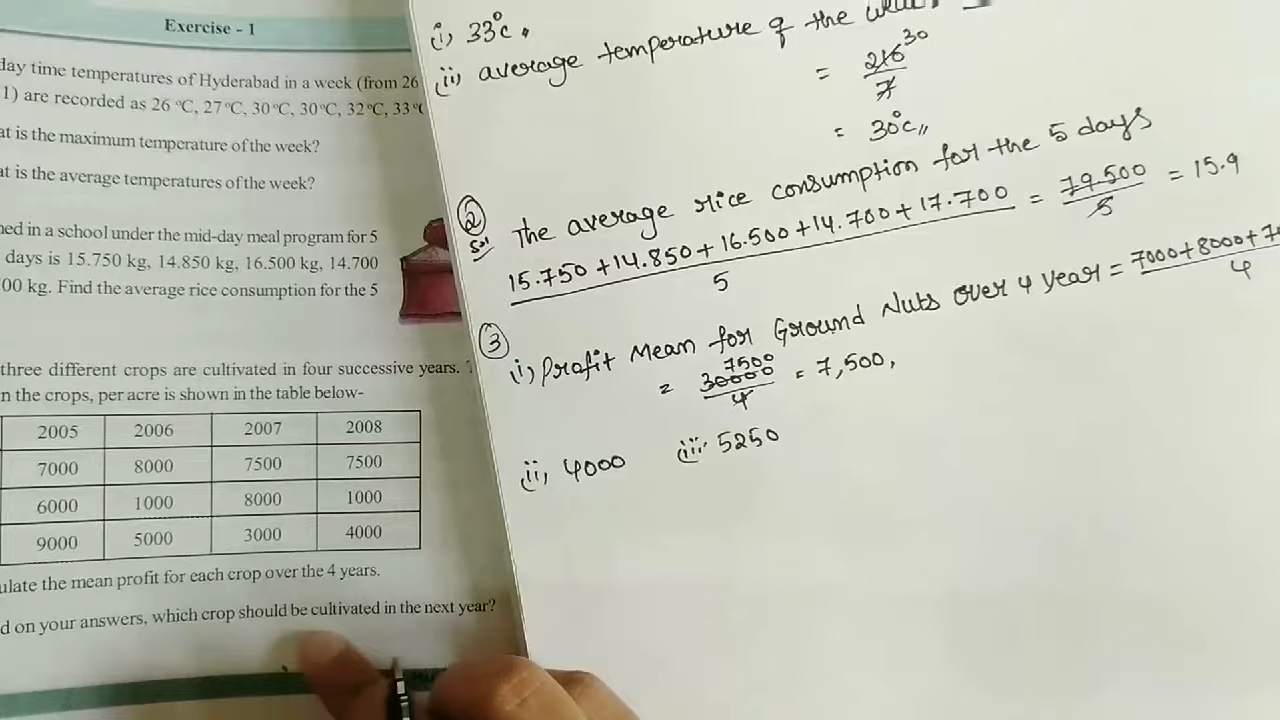 Exercise - 1
day time temperatures of Hyderabad in a week (from 26
1) are recorded as 26 °C, 27°C, 30°C, 30°C, 32°C, 33°C
at is the maximum temperature of the week?
at is the average temperatures of the week?
ned in a school under the mid-day meal program for 5
days is 15.750 kg, 14.850 kg, 16.500 kg, 14.700
00 kg. Find the average rice consumption for the 5
three different crops are cultivated in four successive years.
n the crops, per acre is shown in the table below-
2005 2006 2007 2008
7000 8000 7500 7500
6000 1000 8000 1000
9000 5000 3000 4000
ulate the mean profit for each crop over the 4 years.
d on your answers, which crop should be cultivated in the next year?
(i) 33°c.
(ii) average temperature of the
= 216 30
7
= 30°c,,
② The average rice consumption for the 5 days
Sol
15.750 + 14.850 + 16.500 + 14.700 + 17.700 = 79.500 = 15.9
5 5
③ (i) Profit Mean for Ground Nuts over 4 year = 7000+8000+7
4
= 30000 7500 = 7,500,
4
(ii) 4000 (iii) 5250